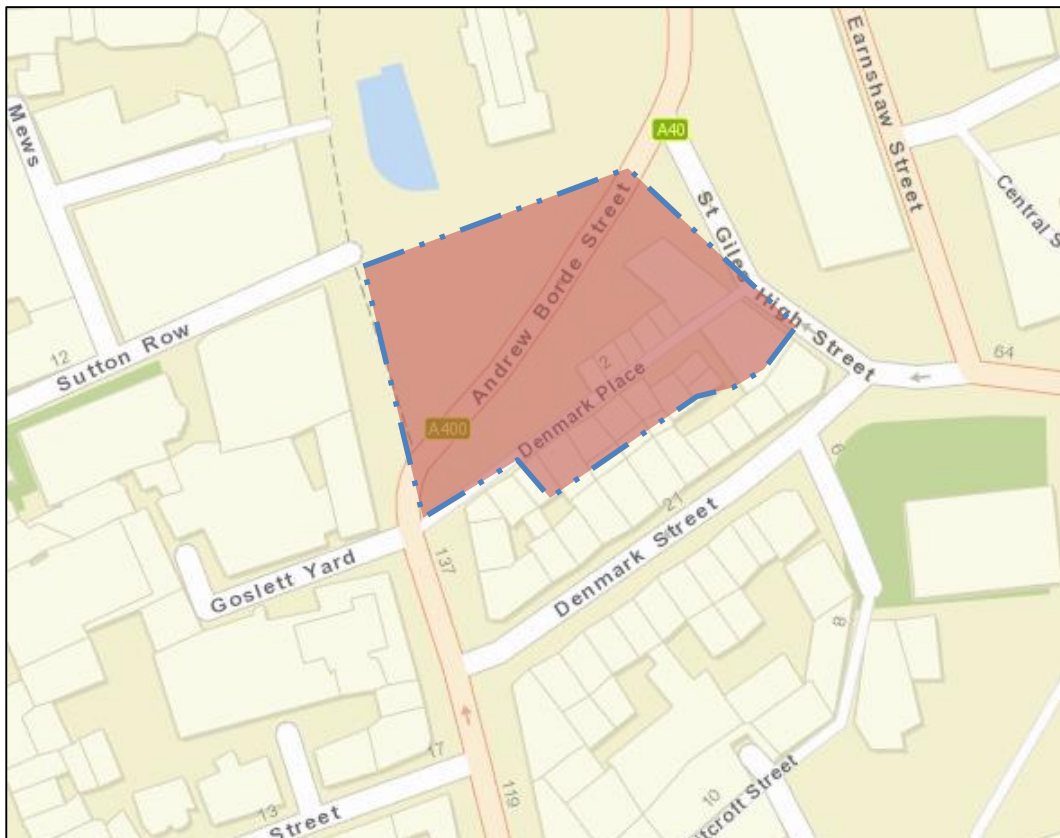 Mews
Earnshaw Street
A40
Central S
St Giles High Street
Andrew Borde Street
12
Sutton Row
2
64
Denmark Place
A400
6
21
137
Denmark Street
Goslett Yard
8
17
13
Street
119
10
tcroft Street